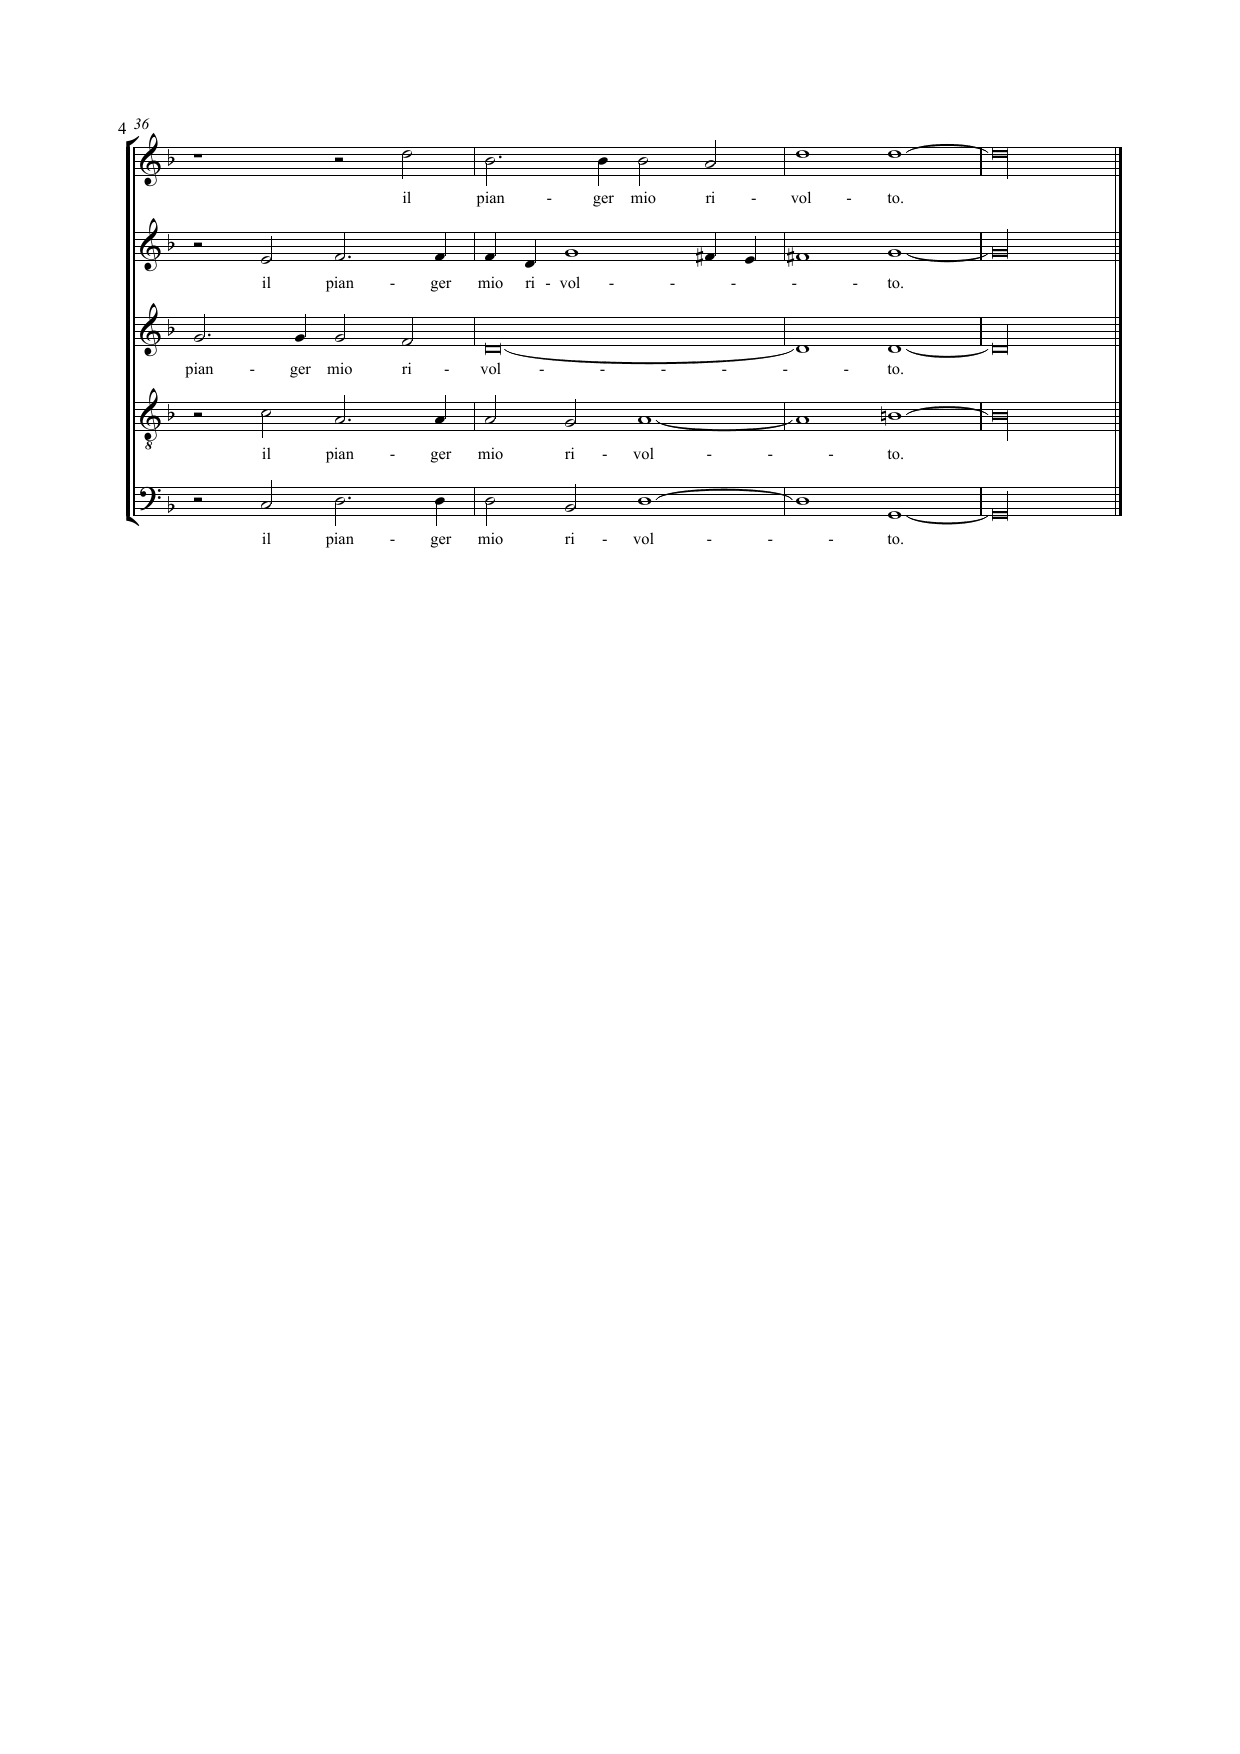 4 36
il pian - ger mio ri - vol - to.
il pian - ger mio ri - vol - - - - - to.
pian - ger mio ri - vol - - - - - - to.
8
il pian - ger mio ri - vol - - - to.
il pian - ger mio ri - vol - - - to.